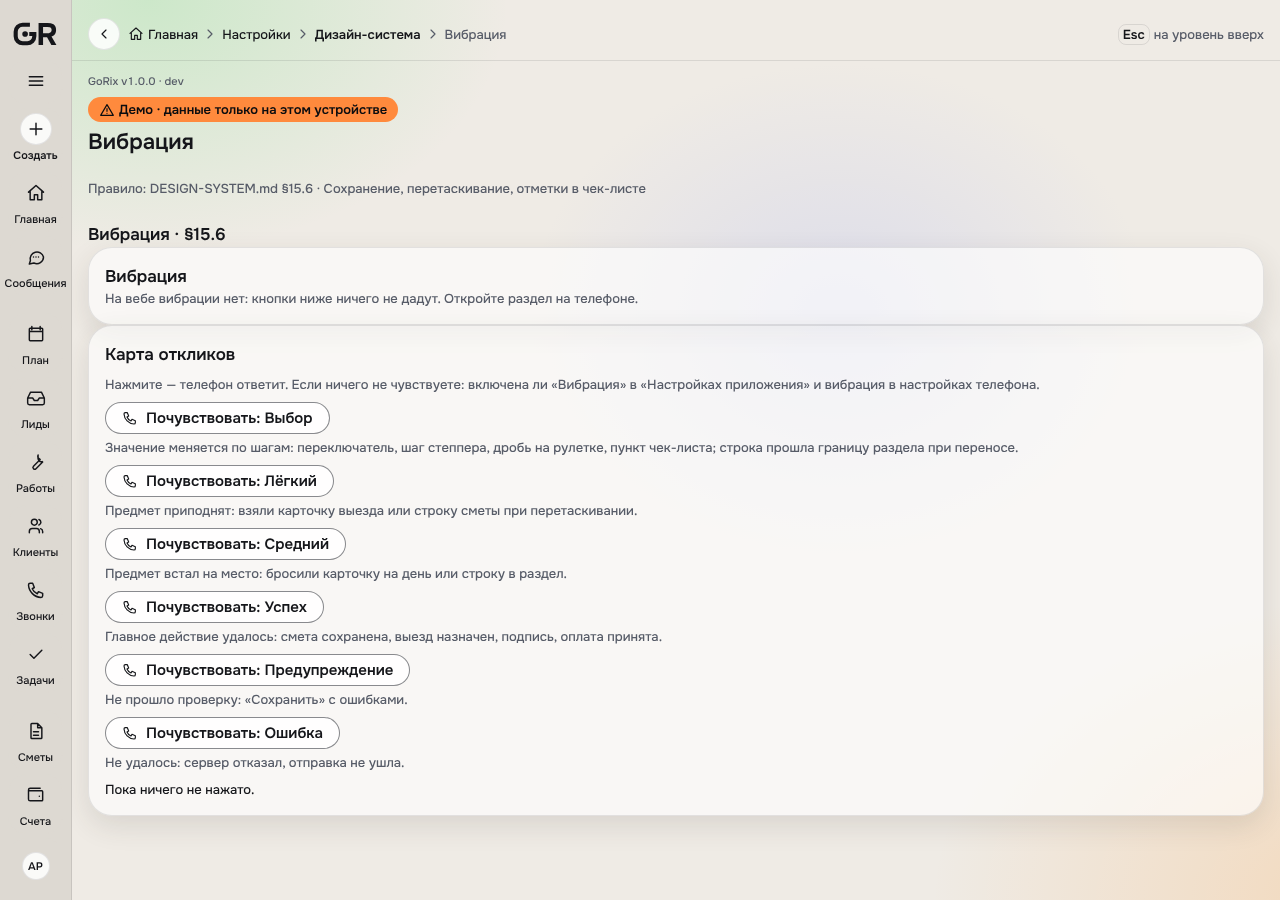 GR
Главная
Настройки
Дизайн-система
Вибрация
Esc на уровень вверх
GoRix v1.0.0 · dev
Демо · данные только на этом устройстве
Вибрация
Правило: DESIGN-SYSTEM.md §15.6 · Сохранение, перетаскивание, отметки в чек-листе
Вибрация · §15.6
Вибрация
На вебе вибрации нет: кнопки ниже ничего не дадут. Откройте раздел на телефоне.
Карта откликов
Нажмите — телефон ответит. Если ничего не чувствуете: включена ли «Вибрация» в «Настройках приложения» и вибрация в настройках телефона.
Почувствовать: Выбор
Значение меняется по шагам: переключатель, шаг степпера, дробь на рулетке, пункт чек-листа; строка прошла границу раздела при переносе.
Почувствовать: Лёгкий
Предмет приподнят: взяли карточку выезда или строку сметы при перетаскивании.
Почувствовать: Средний
Предмет встал на место: бросили карточку на день или строку в раздел.
Почувствовать: Успех
Главное действие удалось: смета сохранена, выезд назначен, подпись, оплата принята.
Почувствовать: Предупреждение
Не прошло проверку: «Сохранить» с ошибками.
Почувствовать: Ошибка
Не удалось: сервер отказал, отправка не ушла.
Пока ничего не нажато.
Создать
Главная
Сообщения
План
Лиды
Работы
Клиенты
Звонки
Задачи
Сметы
Счета
АР